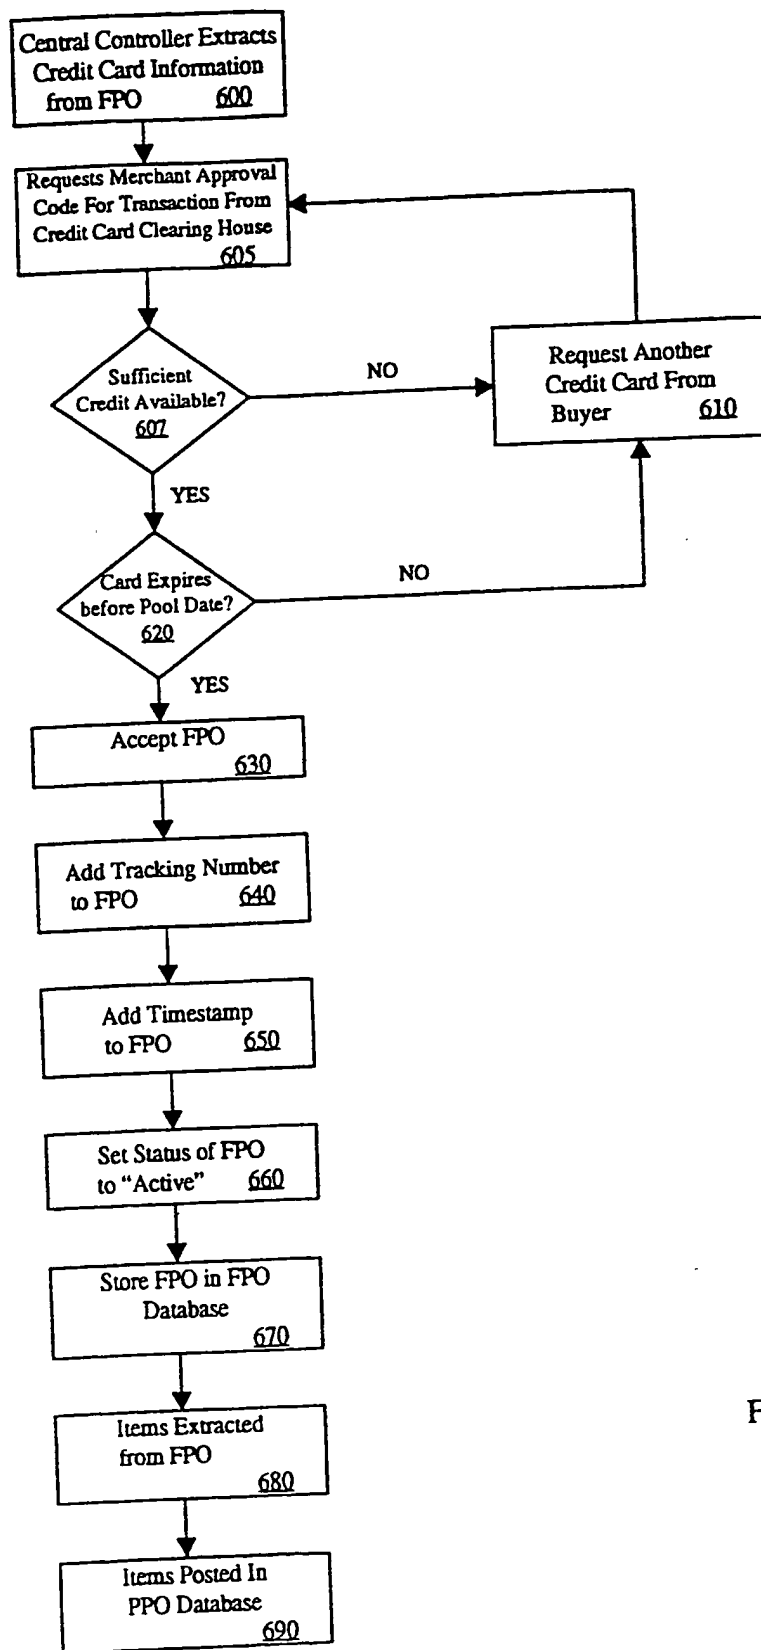 Central Controller Extracts
Credit Card Information
from FPO 600
Requests Merchant Approval
Code For Transaction From
Credit Card Clearing House
605
Sufficient
Credit Available?
607
NO
Request Another
Credit Card From
Buyer 610
YES
Card Expires
before Pool Date?
620
NO
YES
Accept FPO
630
Add Tracking Number
to FPO 640
Add Timestamp
to FPO 650
Set Status of FPO
to “Active” 660
Store FPO in FPO
Database
670
Items Extracted
from FPO
680
F
Items Posted In
PPO Database
690